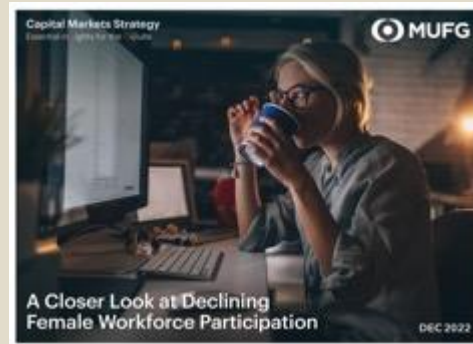 Capital Markets Strategy
MUFG
A Closer Look at Declining
Female Workforce Participation
DEC 2022